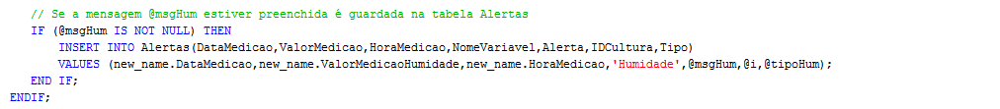 // Se a mensagem @msgHum estiver preenchida é guardada na tabela Alertas
IF (@msgHum IS NOT NULL) THEN
INSERT INTO Alertas(DataMedicao,ValorMedicao,HoraMedicao,NomeVariavel,Alerta,IDCultura,Tipo)
VALUES (new_name.DataMedicao,new_name.ValorMedicaoHumidade,new_name.HoraMedicao,'Humidade',@msgHum,@i,@tipoHum);
END IF;
ENDIF;